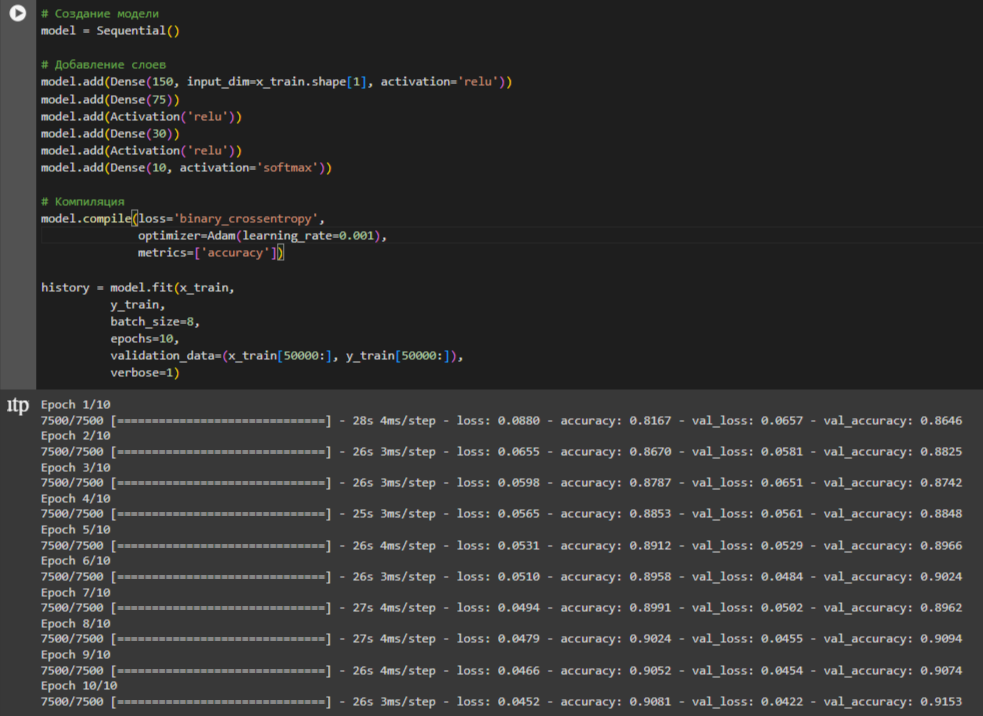 # Создание модели
model = Sequential()
# Добавление слоев
model.add(Dense(150, input_dim=x_train.shape[1], activation='relu'))
model.add(Dense(75))
model.add(Activation('relu'))
model.add(Dense(30))
model.add(Activation('relu'))
model.add(Dense(10, activation='softmax'))
# Компиляция
model.compile(loss='binary_crossentropy',
optimizer=Adam(learning_rate=0.001),
metrics=['accuracy'])
history = model.fit(x_train,
y_train,
batch_size=8,
epochs=10,
validation_data=(x_train[50000:], y_train[50000:]),
verbose=1)
Epoch 1/10
7500/7500 [==============================] - 28s 4ms/step - loss: 0.0880 - accuracy: 0.8167 - val_loss: 0.0657 - val_accuracy: 0.8646
Epoch 2/10
7500/7500 [==============================] - 26s 3ms/step - loss: 0.0655 - accuracy: 0.8670 - val_loss: 0.0581 - val_accuracy: 0.8825
Epoch 3/10
7500/7500 [==============================] - 26s 3ms/step - loss: 0.0598 - accuracy: 0.8787 - val_loss: 0.0651 - val_accuracy: 0.8742
Epoch 4/10
7500/7500 [==============================] - 25s 3ms/step - loss: 0.0565 - accuracy: 0.8853 - val_loss: 0.0561 - val_accuracy: 0.8848
Epoch 5/10
7500/7500 [==============================] - 26s 4ms/step - loss: 0.0531 - accuracy: 0.8912 - val_loss: 0.0529 - val_accuracy: 0.8966
Epoch 6/10
7500/7500 [==============================] - 26s 3ms/step - loss: 0.0510 - accuracy: 0.8958 - val_loss: 0.0484 - val_accuracy: 0.9024
Epoch 7/10
7500/7500 [==============================] - 27s 4ms/step - loss: 0.0494 - accuracy: 0.8991 - val_loss: 0.0502 - val_accuracy: 0.8962
Epoch 8/10
7500/7500 [==============================] - 27s 4ms/step - loss: 0.0479 - accuracy: 0.9024 - val_loss: 0.0455 - val_accuracy: 0.9094
Epoch 9/10
7500/7500 [==============================] - 26s 4ms/step - loss: 0.0466 - accuracy: 0.9052 - val_loss: 0.0454 - val_accuracy: 0.9074
Epoch 10/10
7500/7500 [==============================] - 26s 3ms/step - loss: 0.0452 - accuracy: 0.9081 - val_loss: 0.0422 - val_accuracy: 0.9153